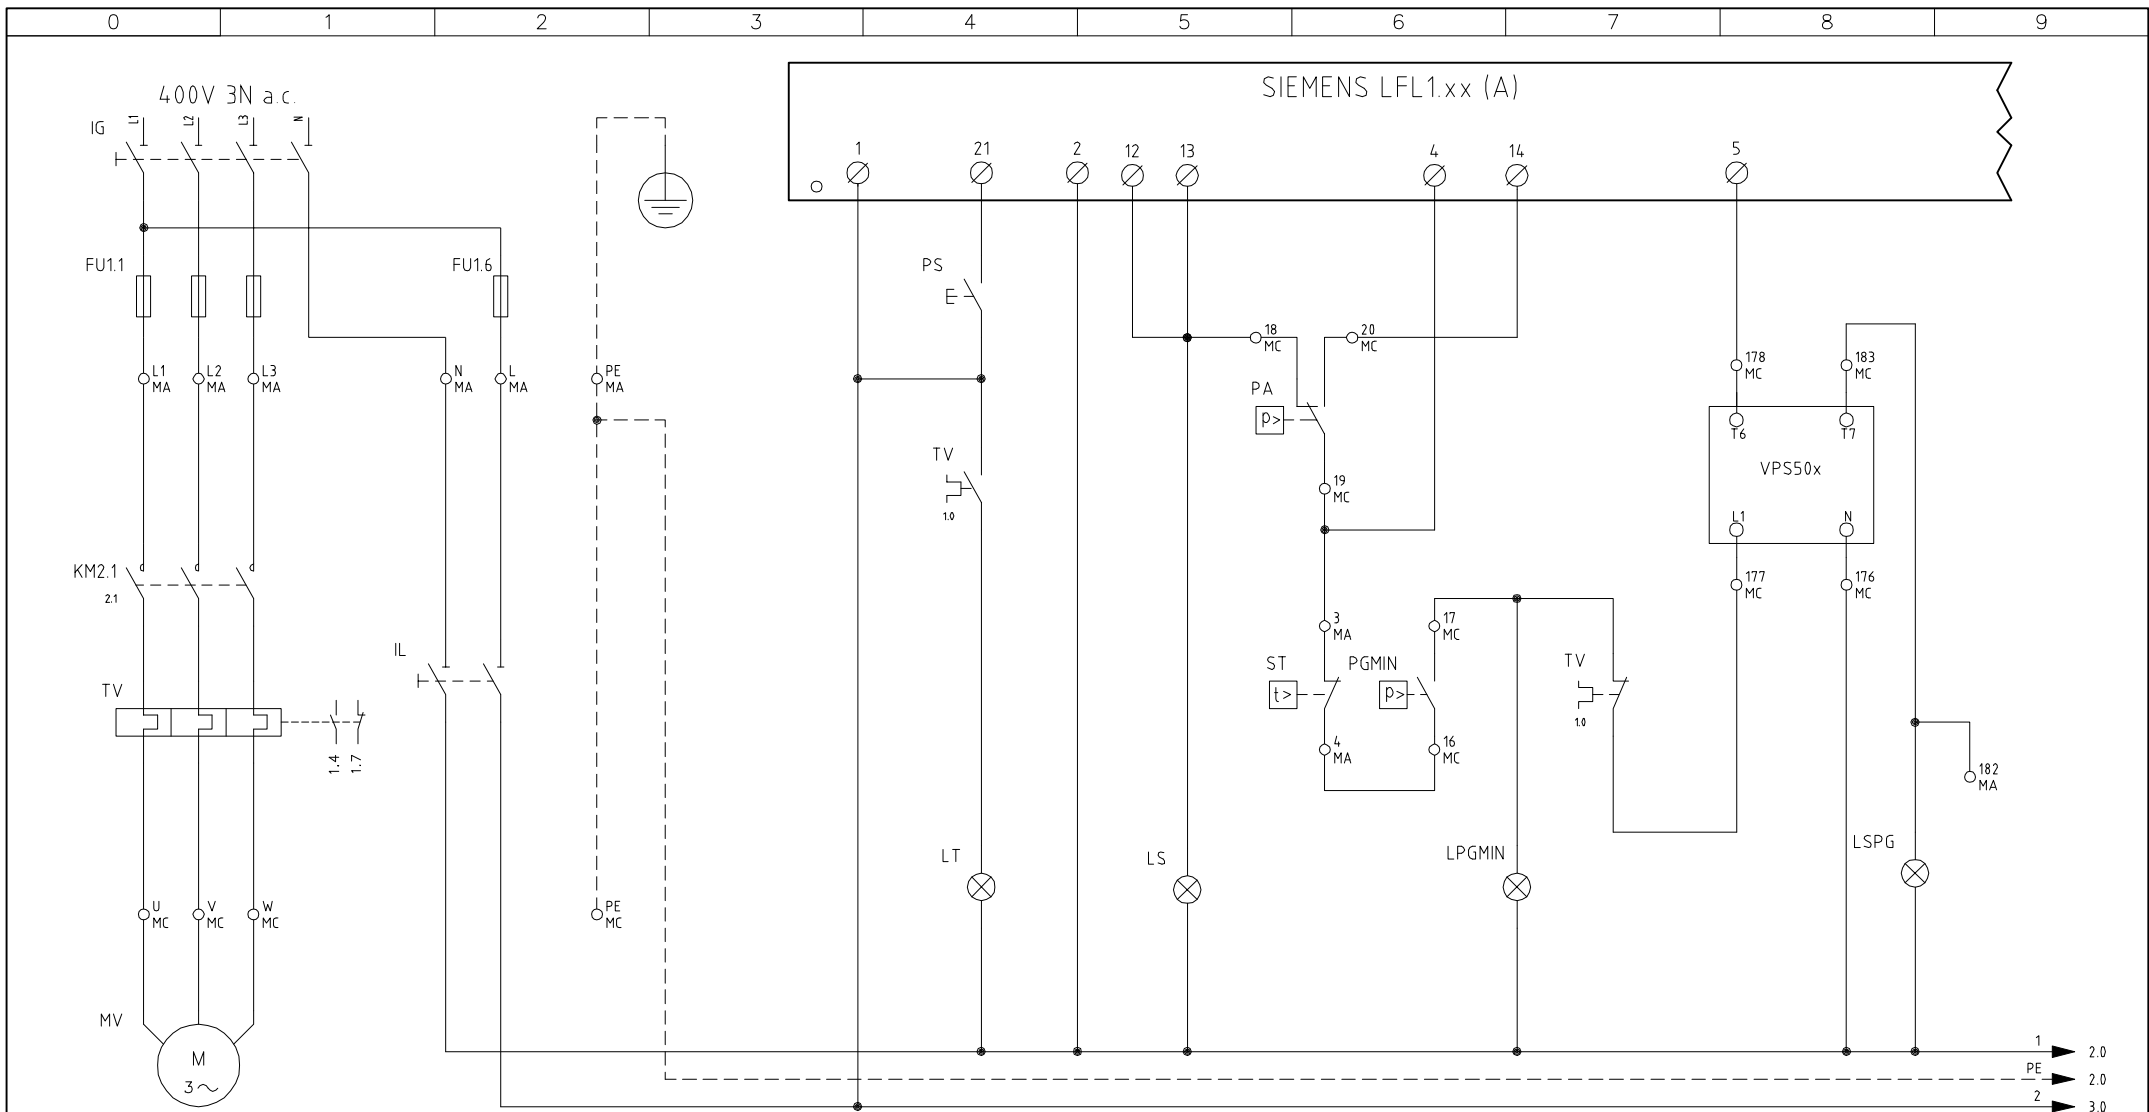 0 1 2 3 4 5 6 7 8 9
400V 3N a.c.
SIEMENS LFL1.xx (A)
IG L1 L2 L3 N
1 21 2 12 13 4 14 5
FU1.1 FU1.6 PS
18
MC
20
MC
L1
MA
L2
MA
L3
MA
N
MA
L
MA
PE
MA
178
MC
183
MC
PA
p>
T6 T7
TV
1.0
VPS50x
19
MC
L1 N
KM2.1
2.1
177
MC
176
MC
3
MA
17
MC
IL
ST
t>
PGMIN
p>
TV
1.0
TV
1.4
1.7
4
MA
16
MC
182
MA
LT LS LPGMIN LSPG
U
MC
V
MC
W
MC
PE
MC
MV
M
3~
1 2.0
PE 2.0
2 3.0